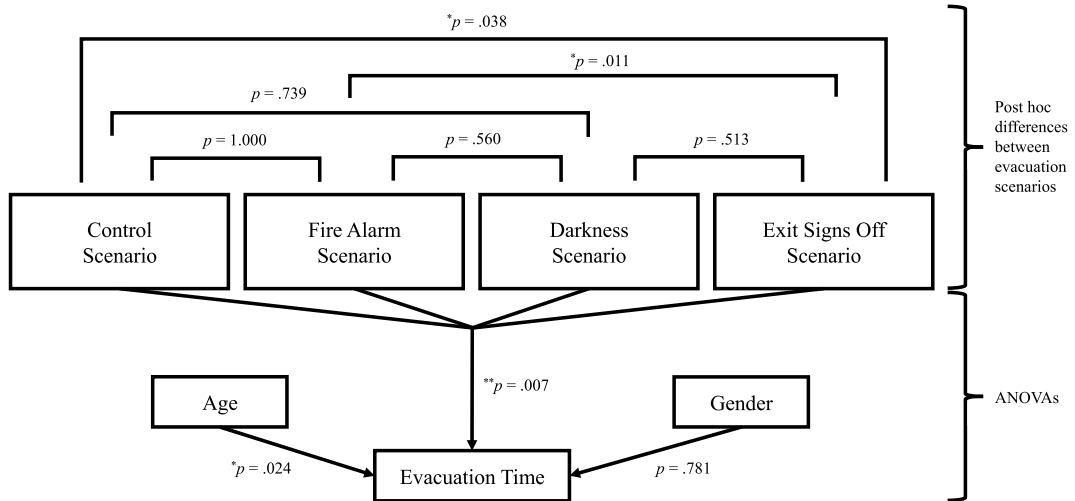 *p = .038
*p = .011
p = .739
p = 1.000
p = .560
p = .513
Post hoc
differences
between
evacuation
scenarios
Control
Scenario
Fire Alarm
Scenario
Darkness
Scenario
Exit Signs Off
Scenario
**p = .007
Age
Gender
ANOVAs
*p = .024
Evacuation Time
p = .781